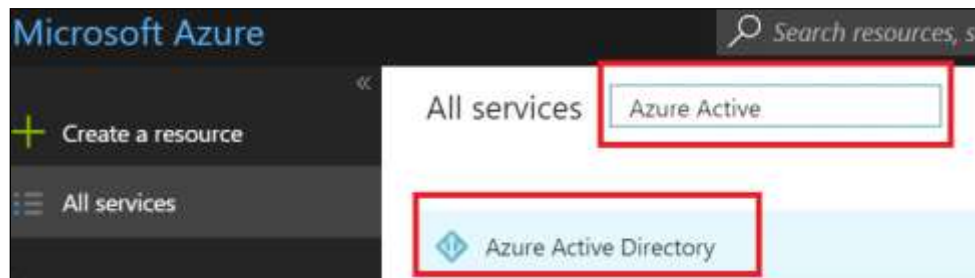 Microsoft Azure
Search resources, s
«
Create a resource
All services
All services
Azure Active
Azure Active Directory